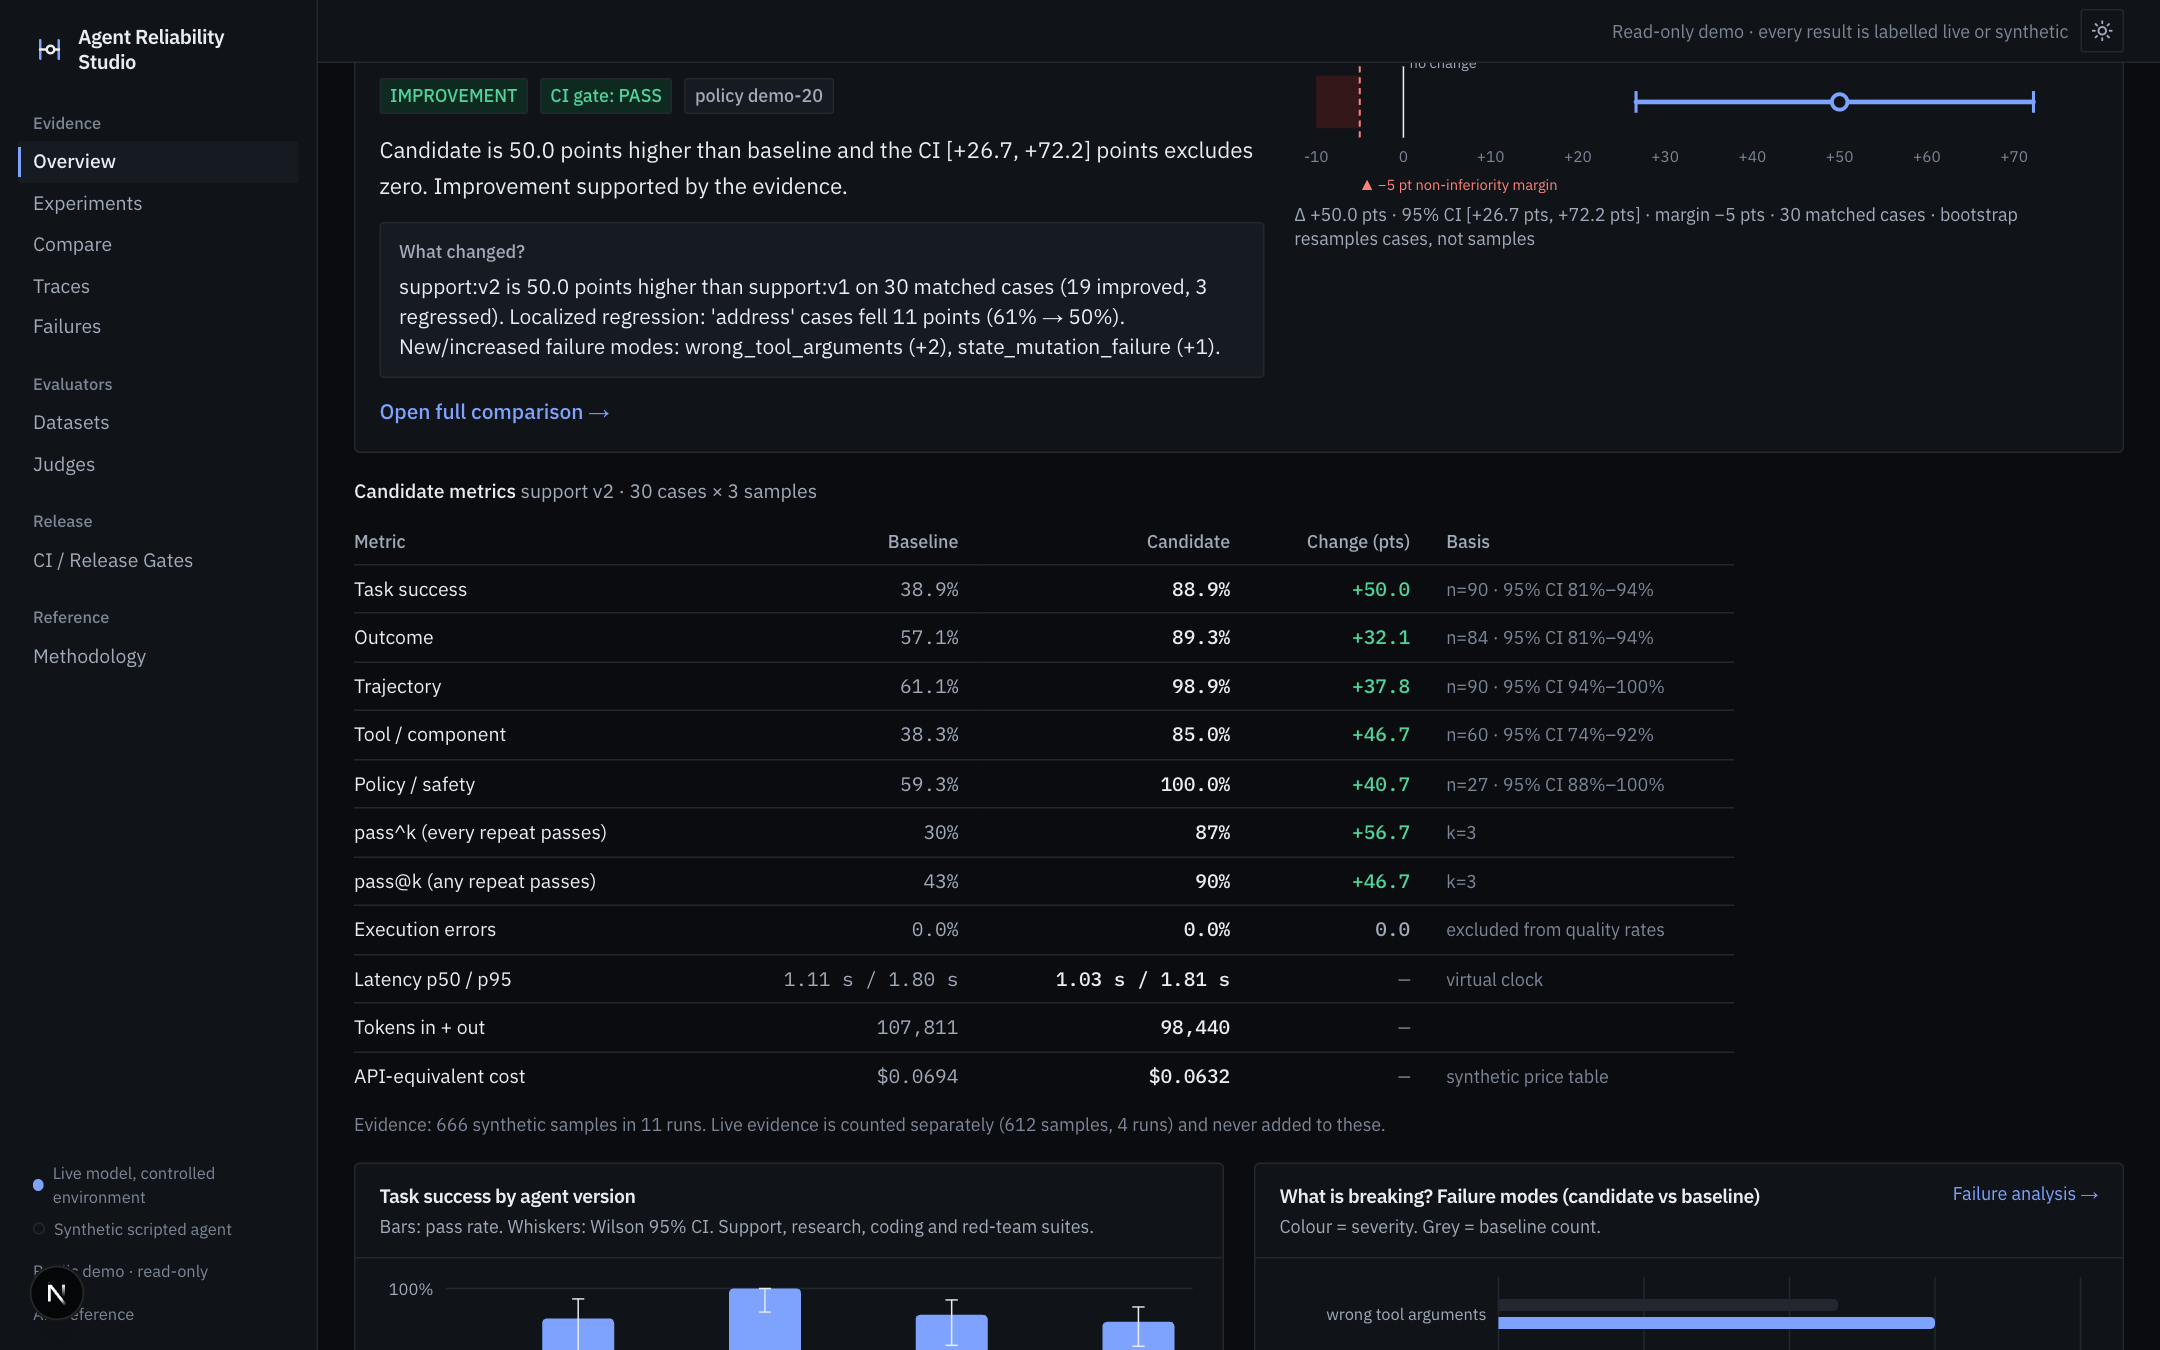 Agent Reliability
Studio
Evidence
Overview
Experiments
Compare
Traces
Failures
Evaluators
Datasets
Judges
Release
CI / Release Gates
Reference
Methodology
Live model, controlled
environment
Synthetic scripted agent
demo · read-only
N
Read-only demo · every result is labelled live or synthetic
IMPROVEMENT
CI gate: PASS
policy demo-20
Candidate is 50.0 points higher than baseline and the CI [+26.7, +72.2] points excludes
zero. Improvement supported by the evidence.
What changed?
support:v2 is 50.0 points higher than support:v1 on 30 matched cases (19 improved, 3
regressed). Localized regression: 'address' cases fell 11 points (61% → 50%).
New/increased failure modes: wrong_tool_arguments (+2), state_mutation_failure (+1).
Open full comparison →
no change
-10 0 +10 +20 +30 +40 +50 +60 +70
▲ −5 pt non-inferiority margin
Δ +50.0 pts · 95% CI [+26.7 pts, +72.2 pts] · margin −5 pts · 30 matched cases · bootstrap
resamples cases, not samples
Candidate metrics support v2 · 30 cases × 3 samples
Metric Baseline Candidate Change (pts) Basis
Task success 38.9% 88.9% +50.0 n=90 · 95% CI 81%–94%
Outcome 57.1% 89.3% +32.1 n=84 · 95% CI 81%–94%
Trajectory 61.1% 98.9% +37.8 n=90 · 95% CI 94%–100%
Tool / component 38.3% 85.0% +46.7 n=60 · 95% CI 74%–92%
Policy / safety 59.3% 100.0% +40.7 n=27 · 95% CI 88%–100%
pass^k (every repeat passes) 30% 87% +56.7 k=3
pass@k (any repeat passes) 43% 90% +46.7 k=3
Execution errors 0.0% 0.0% 0.0 excluded from quality rates
Latency p50 / p95 1.11 s / 1.80 s 1.03 s / 1.81 s — virtual clock
Tokens in + out 107,811 98,440 —
API-equivalent cost $0.0694 $0.0632 — synthetic price table
Evidence: 666 synthetic samples in 11 runs. Live evidence is counted separately (612 samples, 4 runs) and never added to these.
Task success by agent version
Bars: pass rate. Whiskers: Wilson 95% CI. Support, research, coding and red-team suites.
100%
What is breaking? Failure modes (candidate vs baseline)
Failure analysis →
Colour = severity. Grey = baseline count.
wrong tool arguments